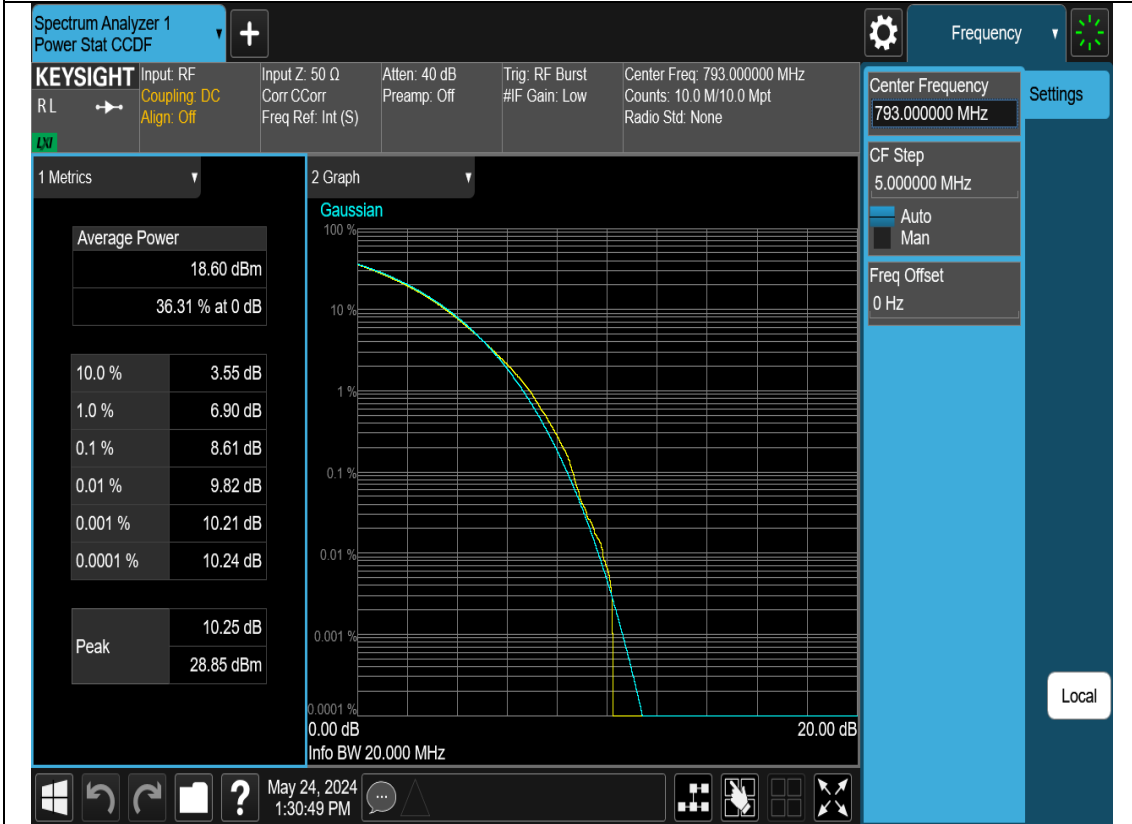 Spectrum Analyzer 1
Power Stat CCDF
Frequency
KEYSIGHT
RL
LXI
Input: RF
Coupling: DC
Align: Off
Input Z: 50 Ω
Corr CCorr
Freq Ref: Int (S)
Atten: 40 dB
Preamp: Off
Trig: RF Burst
#IF Gain: Low
Center Freq: 793.000000 MHz
Counts: 10.0 M/10.0 Mpt
Radio Std: None
Center Frequency
793.000000 MHz
Settings
CF Step
5.000000 MHz
Auto
Man
Freq Offset
0 Hz
Local
1 Metrics
Average Power
18.60 dBm
36.31 % at 0 dB
10.0 % 3.55 dB
1.0 % 6.90 dB
0.1 % 8.61 dB
0.01 % 9.82 dB
0.001 % 10.21 dB
0.0001 % 10.24 dB
Peak
10.25 dB
28.85 dBm
2 Graph
Gaussian
100 %
10 %
1 %
0.1 %
0.01 %
0.001 %
0.0001 %
0.00 dB 20.00 dB
Info BW 20.000 MHz
?
May 24, 2024
1:30:49 PM